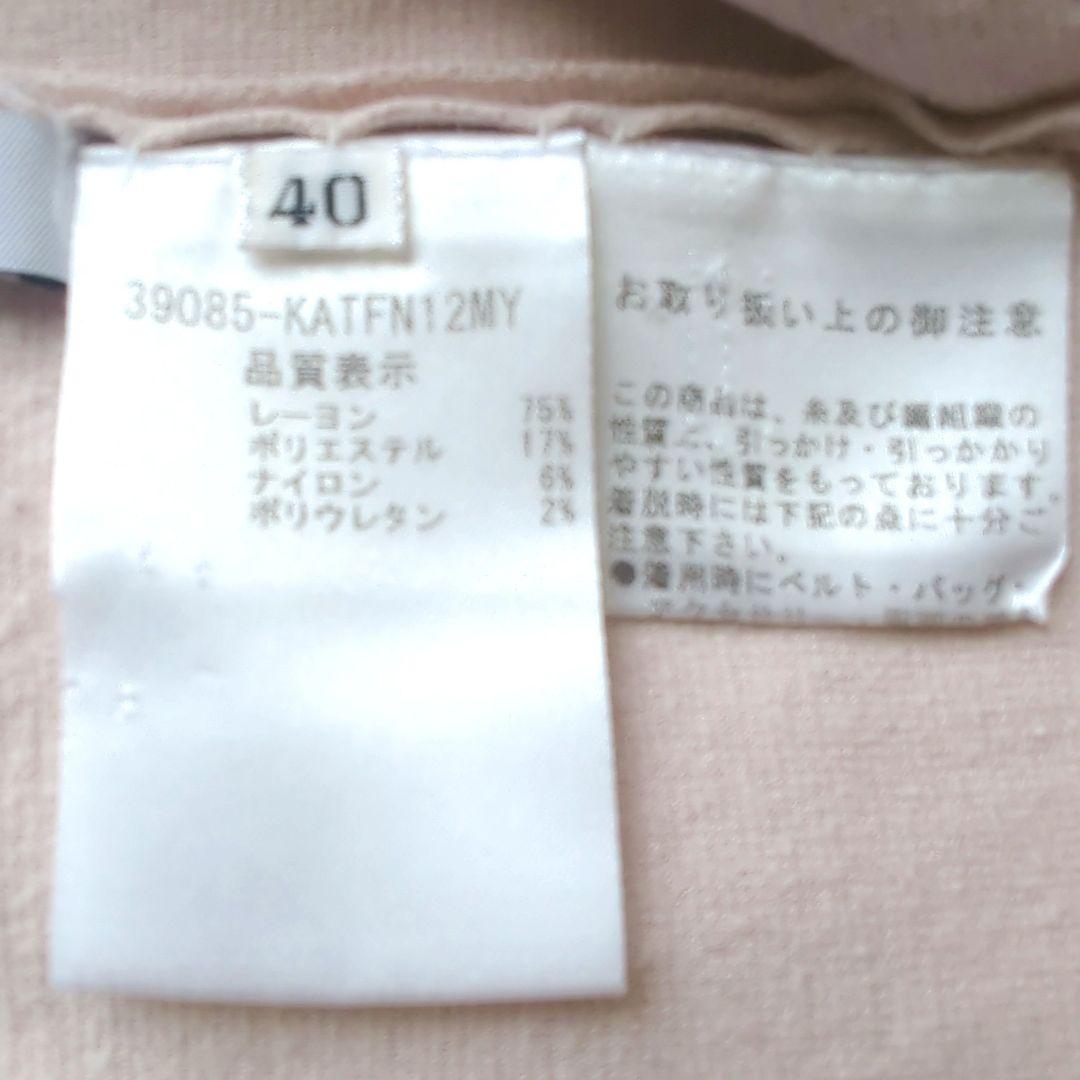 40
39085-KATFN12MY
品質表示
レーヨン 75%
ポリエステル 17%
ナイロン 6%
ポリウレタン 2%
お取り扱い上の御注意
この商品は、糸及び編組織の
性質上、引っかけ・引っかかり
やすい性質をもっております。
着脱時には下記の点に十分ご
注意下さい。
●着用時にベルト・バッグ・